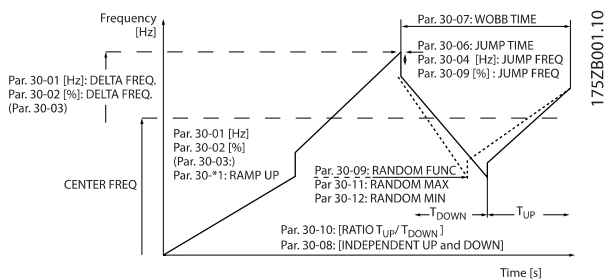 Frequency
[Hz]
Par. 30-07: WOBB TIME
Par. 30-06: JUMP TIME
Par. 30-04 [Hz]: JUMP FREQ
Par. 30-09 [%] : JUMP FREQ
175ZB001.10
Par. 30-01 [Hz]: DELTA FREQ.
Par. 30-02 [%]: DELTA FREQ.
(Par. 30-03)
Par. 30-01 [Hz]
Par. 30-02 [%]
(Par. 30-03:)
Par. 30-*1: RAMP UP
CENTER FREQ
Par. 30-09: RANDOM FUNC
Par 30-11: RANDOM MAX
Par 30-12: RANDOM MIN
TDOWN
TUP
Par. 30-10: [RATIO TUP/ TDOWN ]
Par. 30-08: [INDEPENDENT UP and DOWN]
Time [s]